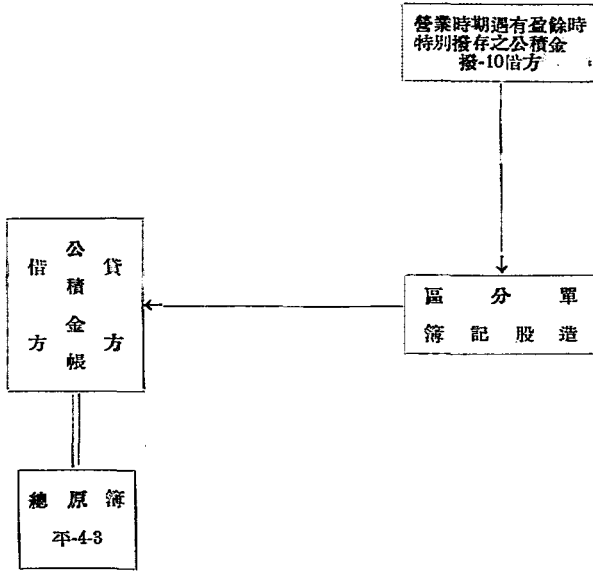 營業時期遇有盈餘時
特別撥存之公積金
撥-10借方
區分單
簿記股造
借方
公積金帳
貸方
總原簿
平-4-3